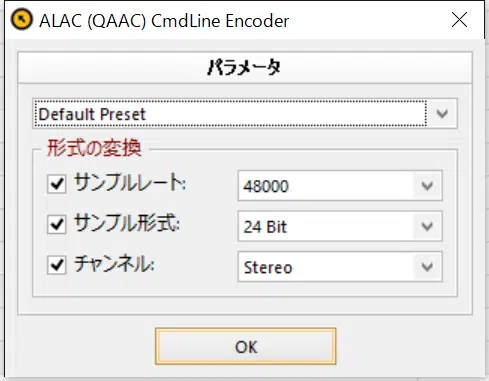 ALAC (QAAC) CmdLine Encoder
パラメータ
Default Preset
形式の変換
サンプルレート: 48000
サンプル形式: 24 Bit
チャンネル: Stereo
OK